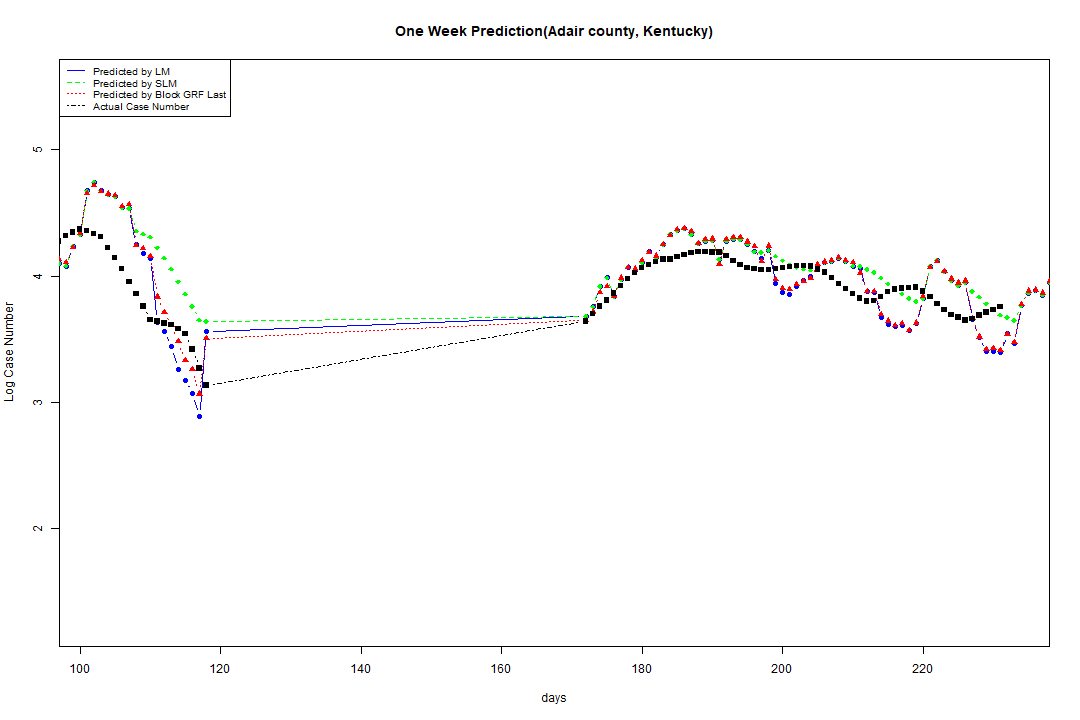 One Week Prediction(Adair county, Kentucky)
Predicted by LM
Predicted by SLM
Predicted by Block GRF Last
Actual Case Number
5
4
3
2
Log Case Number
100 120 140 160 180 200 220
days